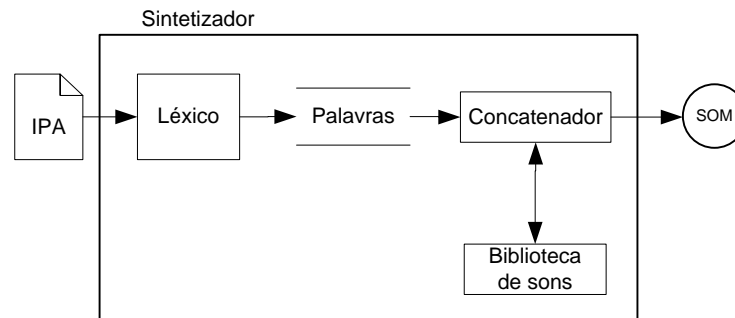 Sintetizador
IPA
Léxico
Palavras
Concatenador
SOM
Biblioteca
de sons